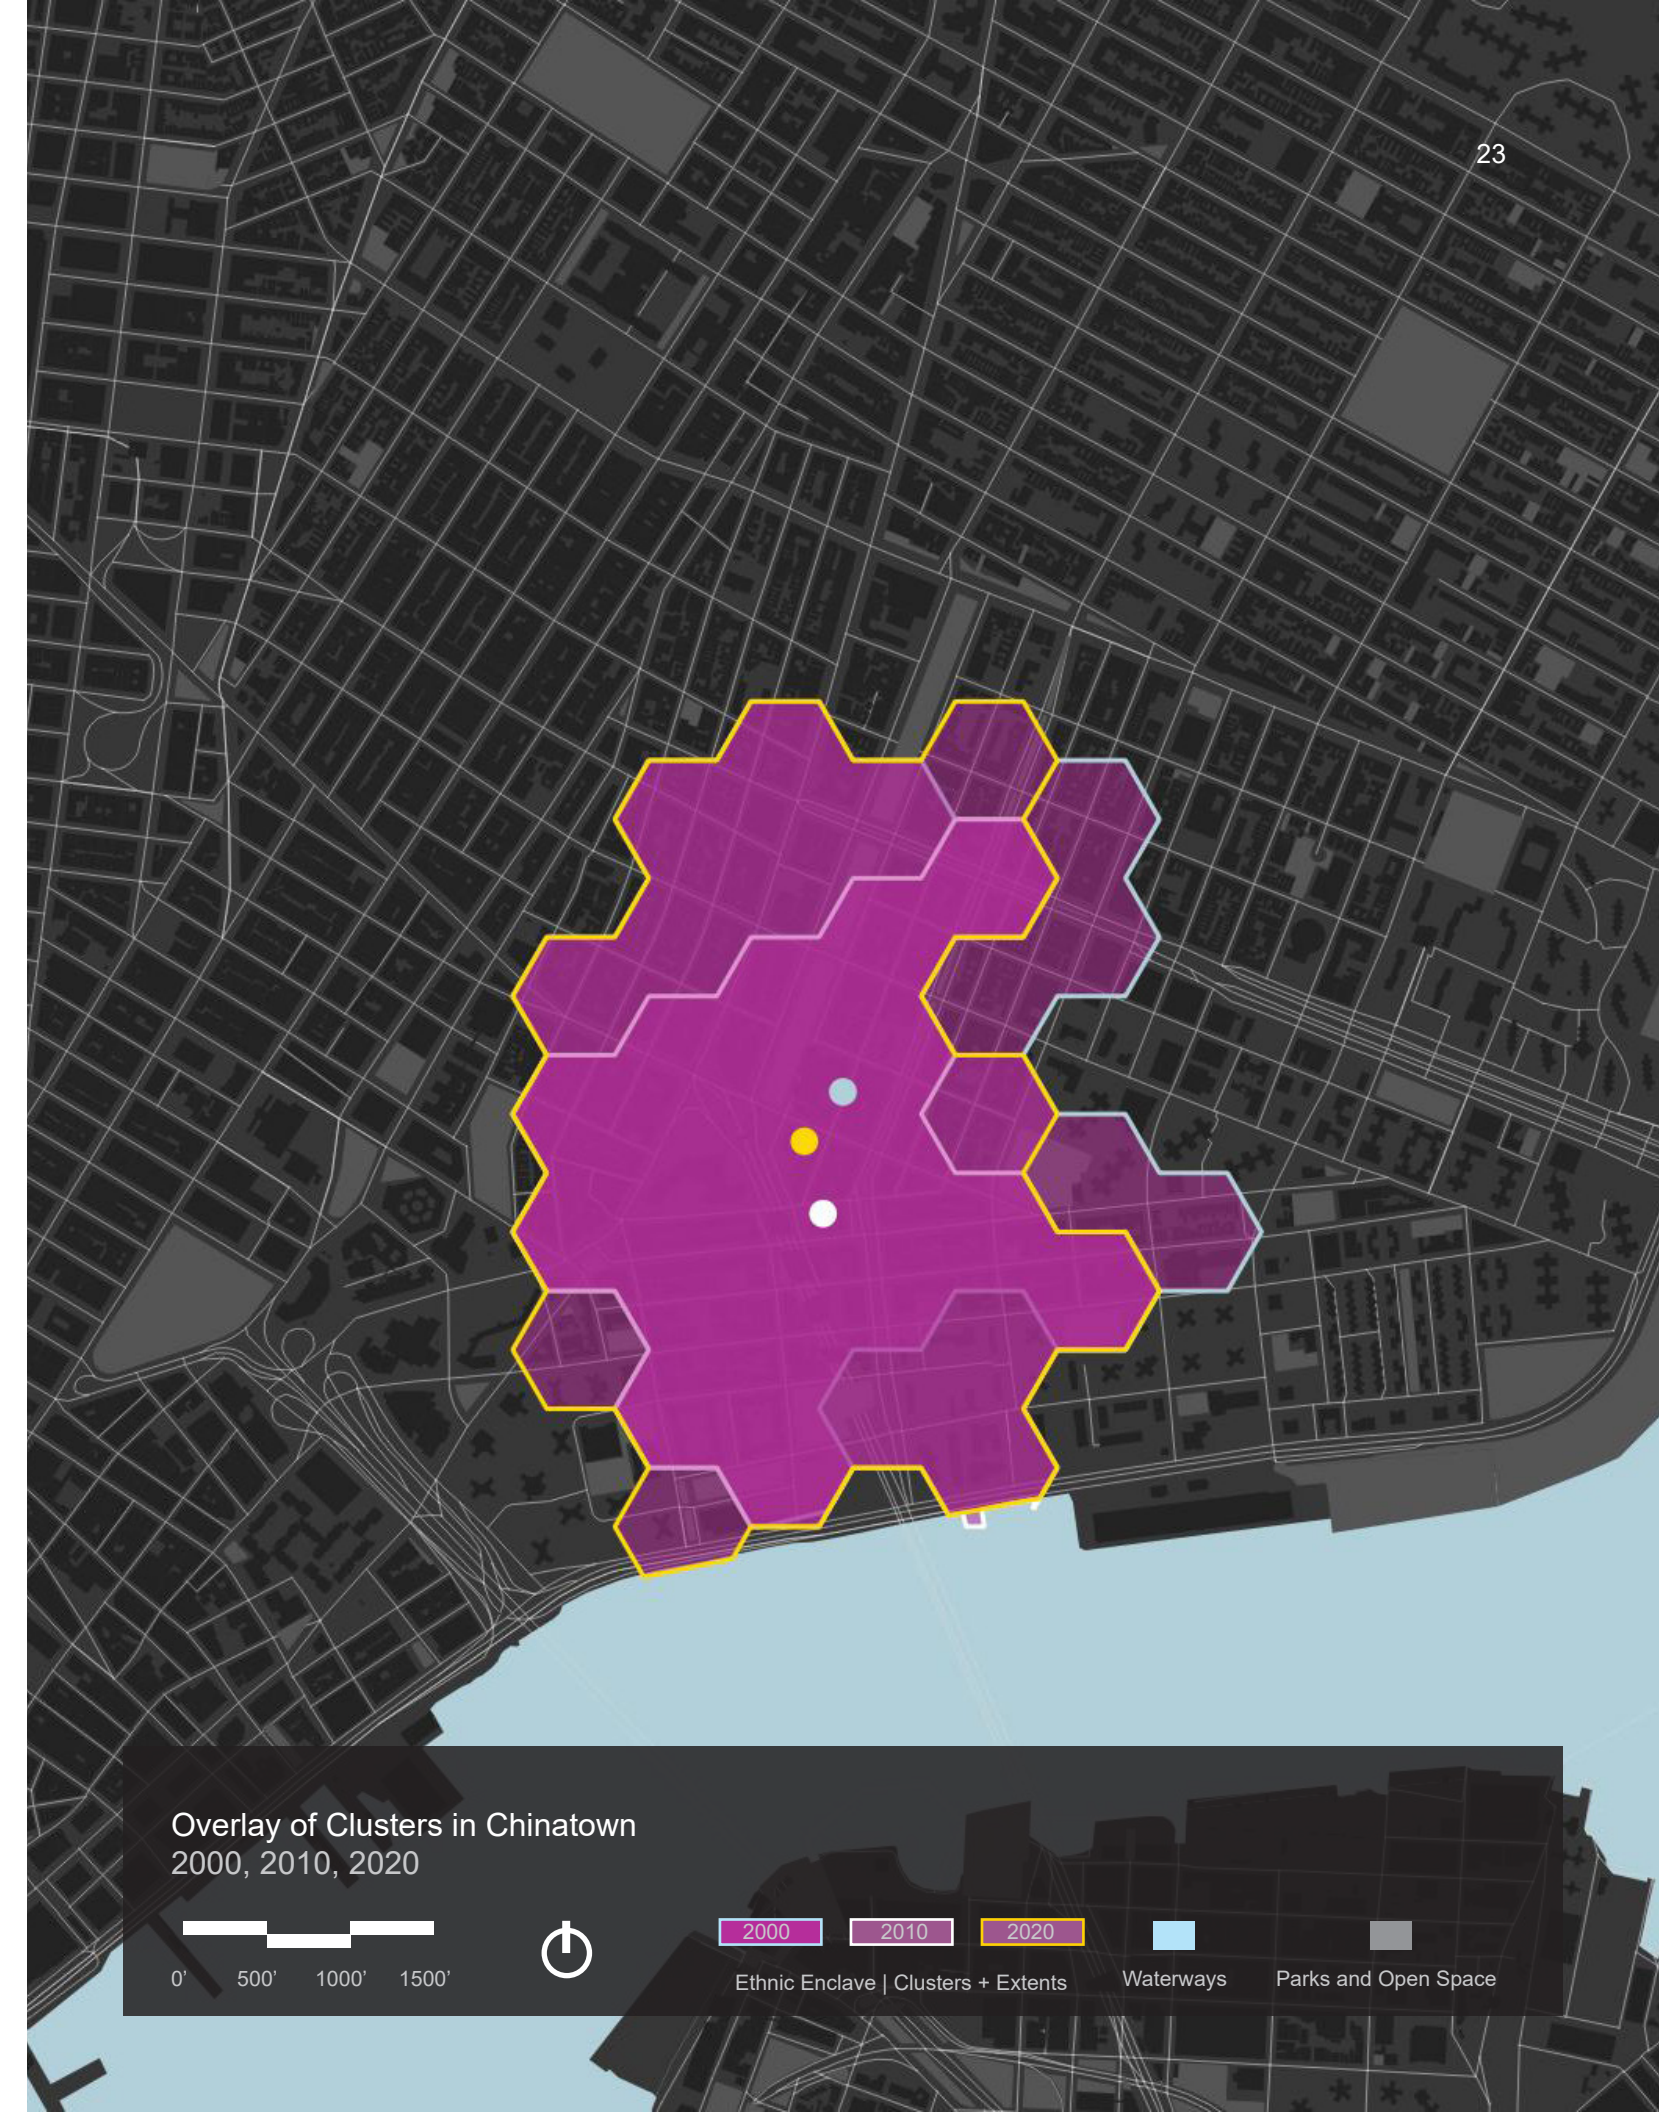 23
Overlay of Clusters in Chinatown
2000, 2010, 2020
0’ 500’ 1000’ 1500’
2000 2010 2020
Ethnic Enclave | Clusters + Extents
Waterways
Parks and Open Space